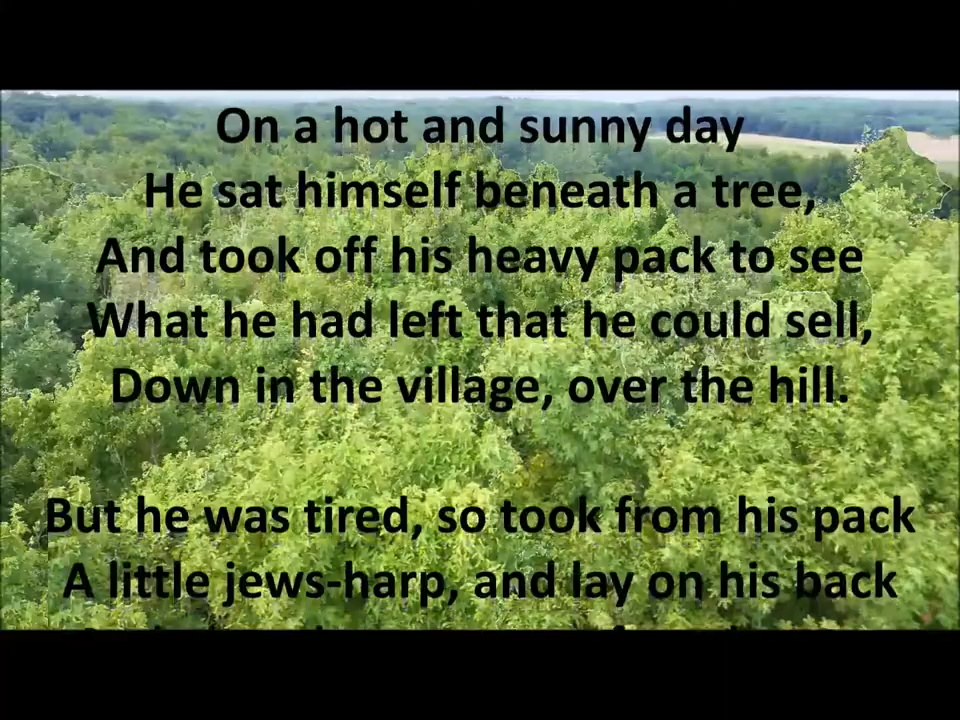 On a hot and sunny day
He sat himself beneath a tree,
And took off his heavy pack to see
What he had left that he could sell,
Down in the village, over the hill.
But he was tired, so took from his pack
A little jews-harp, and lay on his back